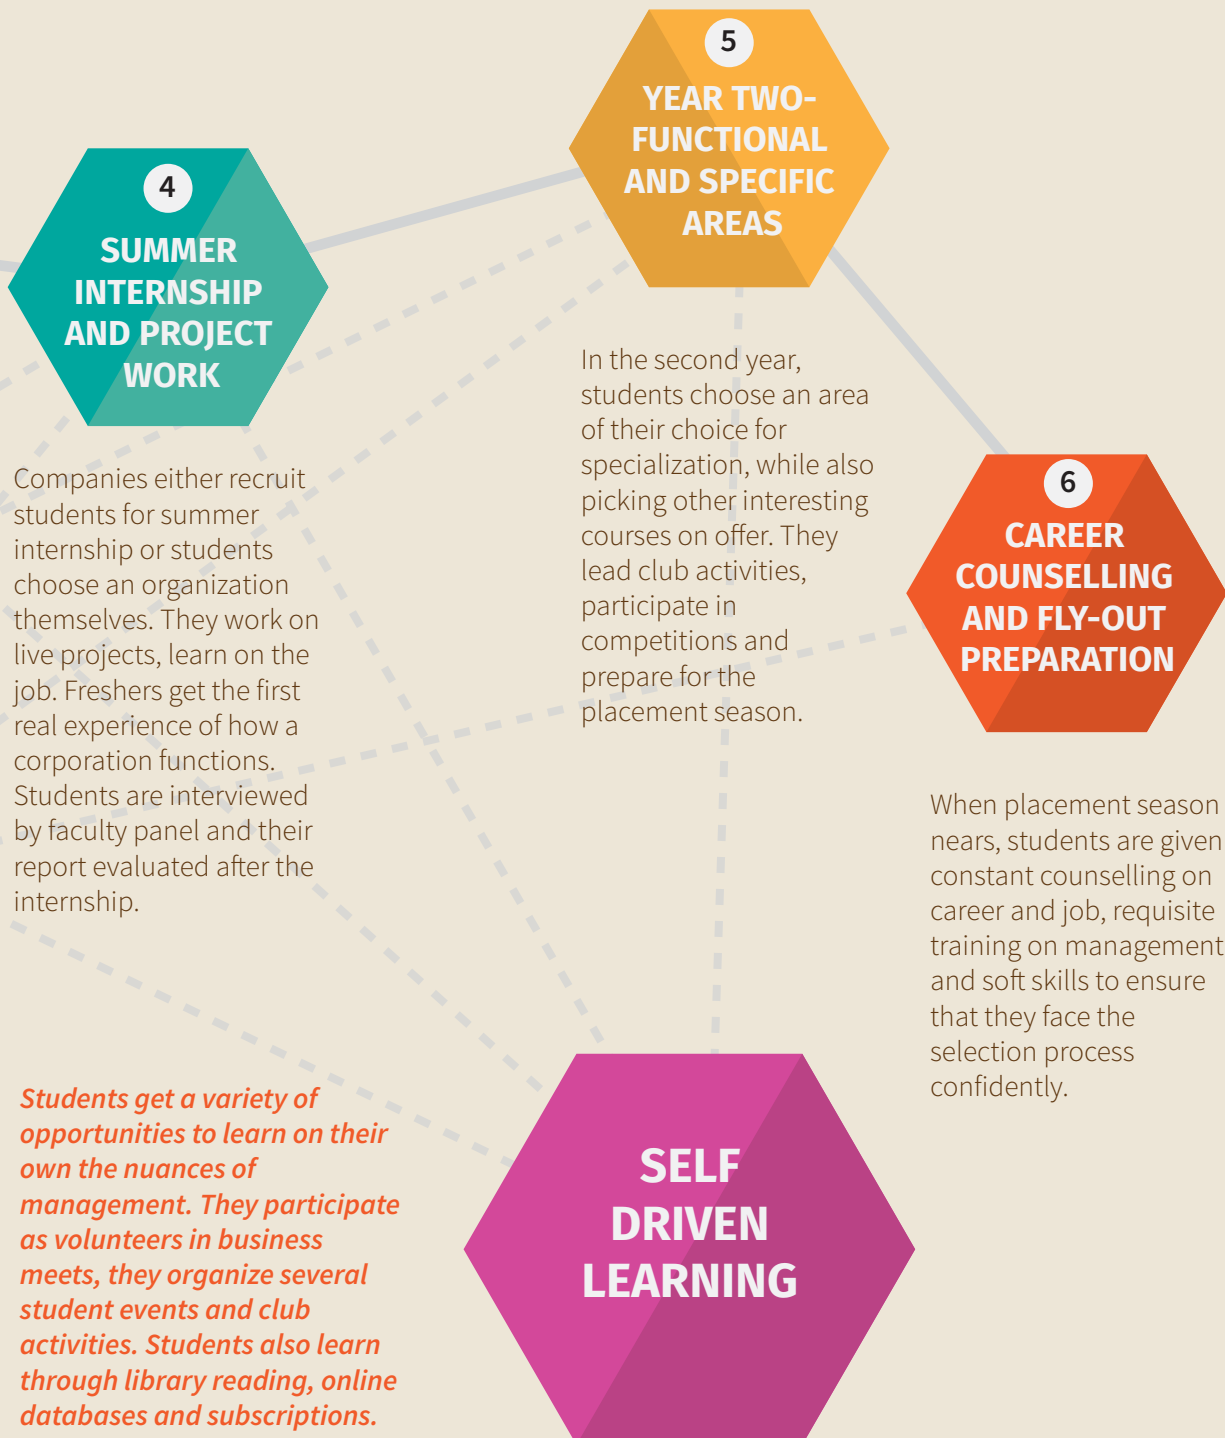 4
SUMMER
INTERNSHIP
AND PROJECT
WORK
Companies either recruit
students for summer
internship or students
choose an organization
themselves. They work on
live projects, learn on the
job. Freshers get the first
real experience of how a
corporation functions.
Students are interviewed
by faculty panel and their
report evaluated after the
internship.
5
YEAR TWO-
FUNCTIONAL
AND SPECIFIC
AREAS
In the second year,
students choose an area
of their choice for
specialization, while also
picking other interesting
courses on offer. They
lead club activities,
participate in
competitions and
prepare for the
placement season.
6
CAREER
COUNSELLING
AND FLY-OUT
PREPARATION
When placement season
nears, students are given
constant counselling on
career and job, requisite
training on management
and soft skills to ensure
that they face the
selection process
confidently.
Students get a variety of
opportunities to learn on their
own the nuances of
management. They participate
as volunteers in business
meets, they organize several
student events and club
activities. Students also learn
through library reading, online
databases and subscriptions.
SELF
DRIVEN
LEARNING